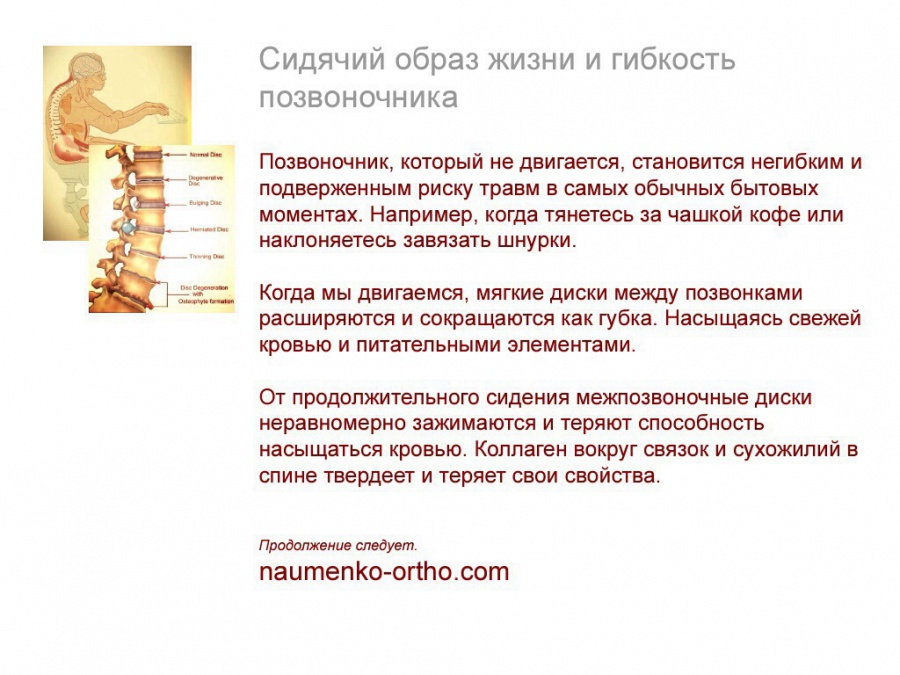 Сидячий образ жизни и гибкость
позвоночника
Позвоночник, который не двигается, становится негибким и
подверженным риску травм в самых обычных бытовых
моментах. Например, когда тянетесь за чашкой кофе или
наклоняетесь завязать шнурки.
Когда мы двигаемся, мягкие диски между позвонками
расширяются и сокращаются как губка. Насыщаясь свежей
кровью и питательными элементами.
От продолжительного сидения межпозвоночные диски
неравномерно зажимаются и теряют способность
насыщаться кровью. Коллаген вокруг связок и сухожилий в
спине твердеет и теряет свои свойства.
Продолжение следует.
naumenko-ortho.com
Normal Disc
Degenerative
Disc
Bulging Disc
Herniated Disc
Thinning Disc
Disc Degeneration
with
Osteophyte formation